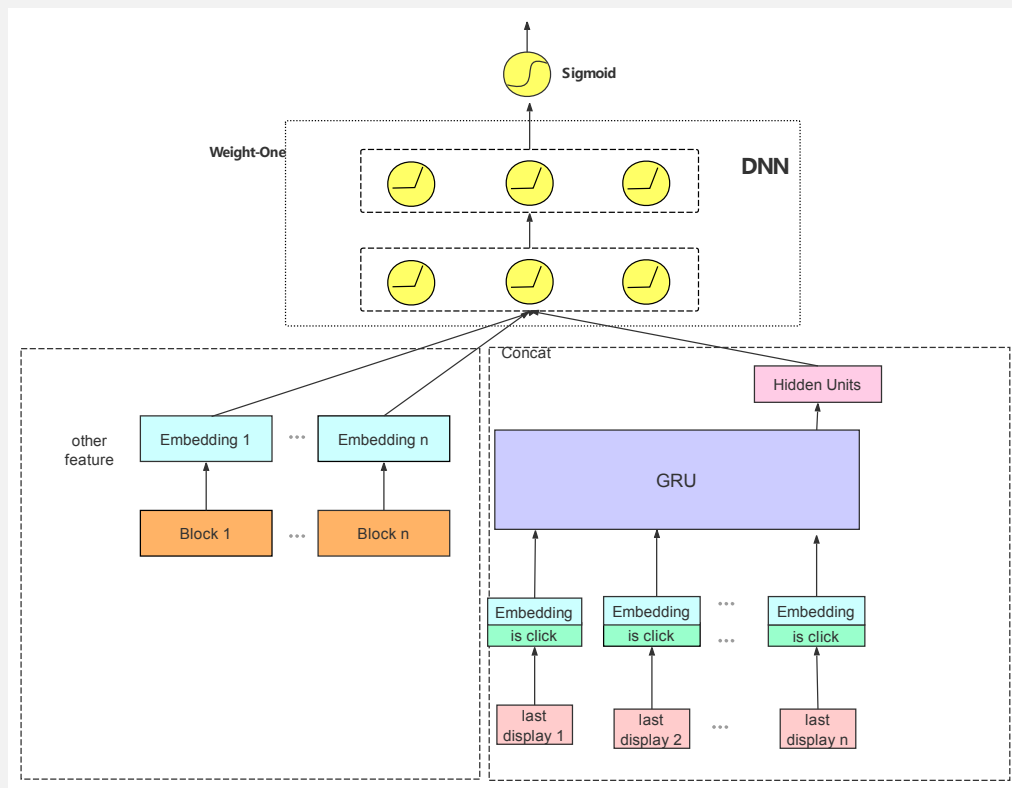 Sigmoid
Weight-One
DNN
Concat
Hidden Units
other
feature
Embedding 1
...
Embedding n
GRU
Block 1
...
Block n
Embedding
Embedding
...
Embedding
is click
is click
...
is click
last
display 1
last
display 2
...
last
display n